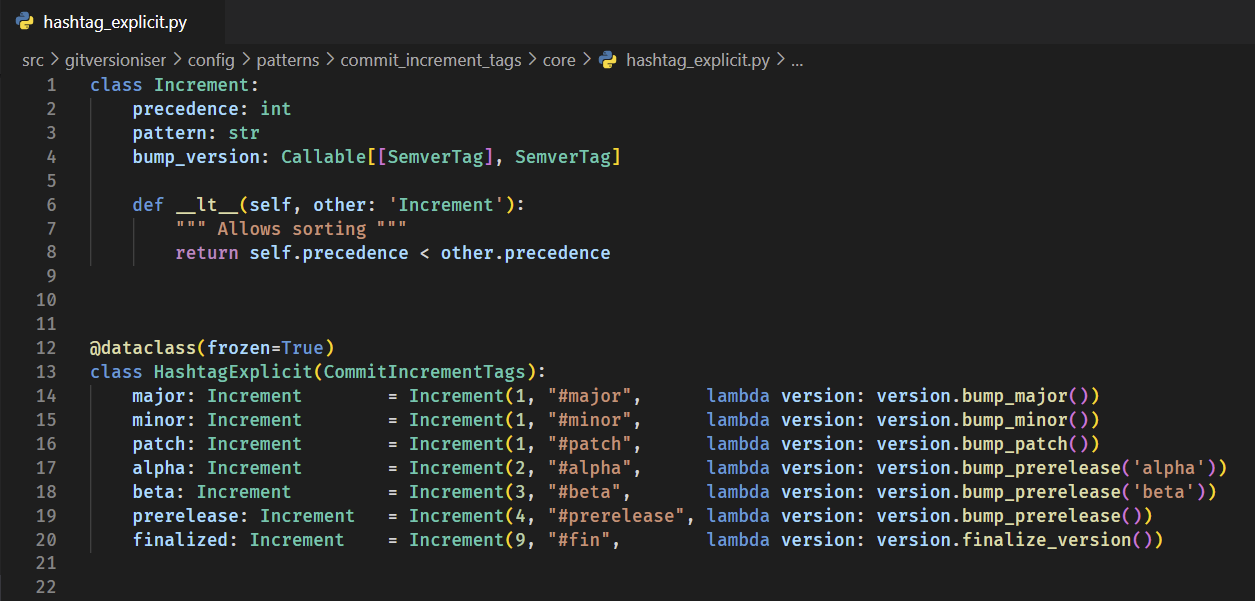 hashtag_explicit.py
src > gitversioniser > config > patterns > commit_increment_tags > core > hashtag_explicit.py > ...
1 class Increment:
2     precedence: int
3     pattern: str
4     bump_version: Callable[[SemverTag], SemverTag]
5
6     def __lt__(self, other: 'Increment'):
7         """ Allows sorting """
8         return self.precedence < other.precedence
9
10
11
12 @dataclass(frozen=True)
13 class HashtagExplicit(CommitIncrementTags):
14     major: Increment        = Increment(1, "#major",      lambda version: version.bump_major())
15     minor: Increment        = Increment(1, "#minor",      lambda version: version.bump_minor())
16     patch: Increment        = Increment(1, "#patch",      lambda version: version.bump_patch())
17     alpha: Increment        = Increment(2, "#alpha",      lambda version: version.bump_prerelease('alpha'))
18     beta: Increment         = Increment(3, "#beta",       lambda version: version.bump_prerelease('beta'))
19     prerelease: Increment   = Increment(4, "#prerelease", lambda version: version.bump_prerelease())
20     finalized: Increment    = Increment(9, "#fin",        lambda version: version.finalize_version())
21
22